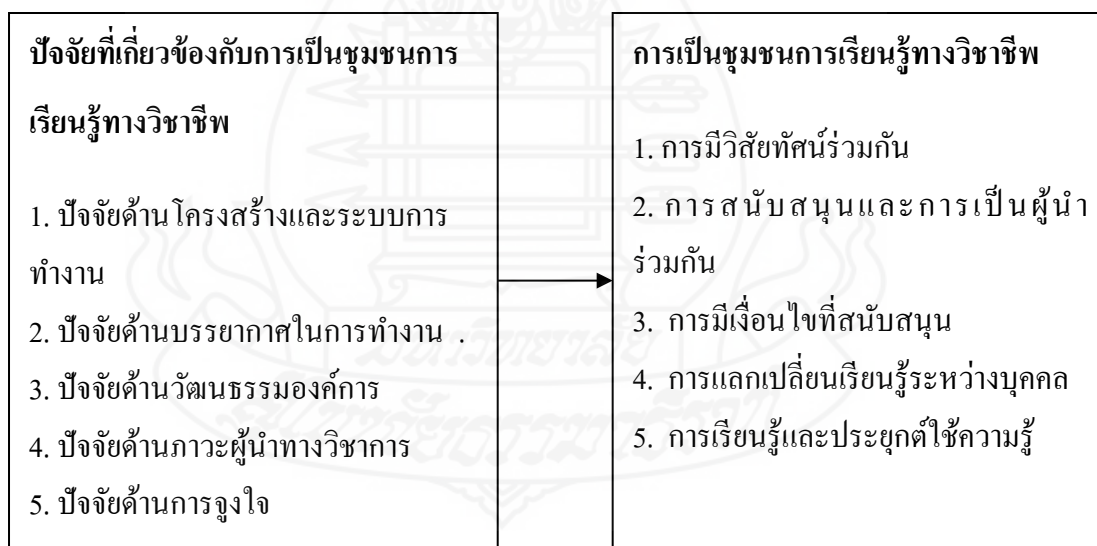 ปัจจัยที่เกี่ยวข้องกับการเป็นชุมชนการ
เรียนรู้ทางวิชาชีพ
1. ปัจจัยด้านโครงสร้างและระบบการ
ทำงาน
2. ปัจจัยด้านบรรยากาศในการทำงาน .
3. ปัจจัยด้านวัฒนธรรมองค์การ
4. ปัจจัยด้านภาวะผู้นำทางวิชาการ
5. ปัจจัยด้านการจูงใจ
การเป็นชุมชนการเรียนรู้ทางวิชาชีพ
1. การมีวิสัยทัศน์ร่วมกัน
2. การสนับสนุนและการเป็นผู้นำ
ร่วมกัน
3. การมีเงื่อนไขที่สนับสนุน
4. การแลกเปลี่ยนเรียนรู้ระหว่างบุคคล
5. การเรียนรู้และประยุกต์ใช้ความรู้